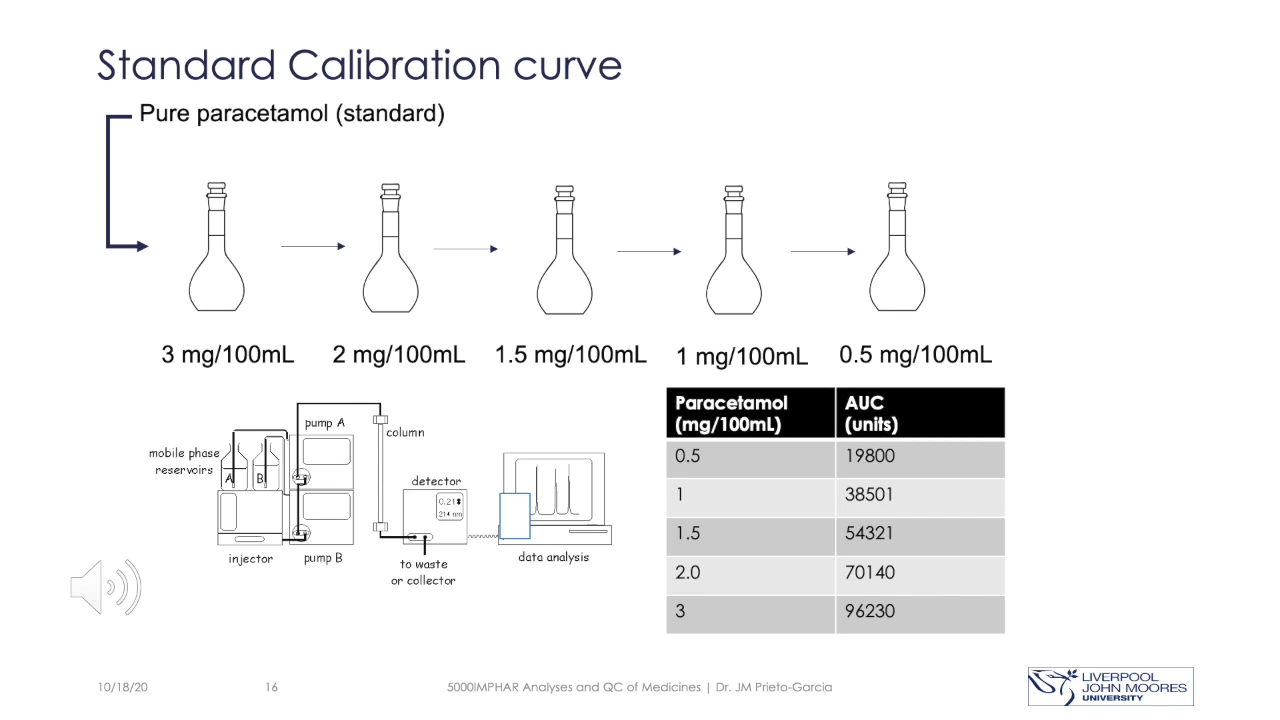 Standard Calibration curve
Pure paracetamol (standard)
3 mg/100mL
2 mg/100mL
1.5 mg/100mL
1 mg/100mL
0.5 mg/100mL
pump A
column
mobile phase
reservoirs
A
B
detector
0.21
214 nm
injector
pump B
to waste
or collector
data analysis
Paracetamol
(mg/100mL)
AUC
(units)
0.5 19800
1 38501
1.5 54321
2.0 70140
3 96230
10/18/20
16
5000IMPHAR Analyses and QC of Medicines | Dr. JM Prieto-Garcia
LIVERPOOL
JOHN MOORES
UNIVERSITY